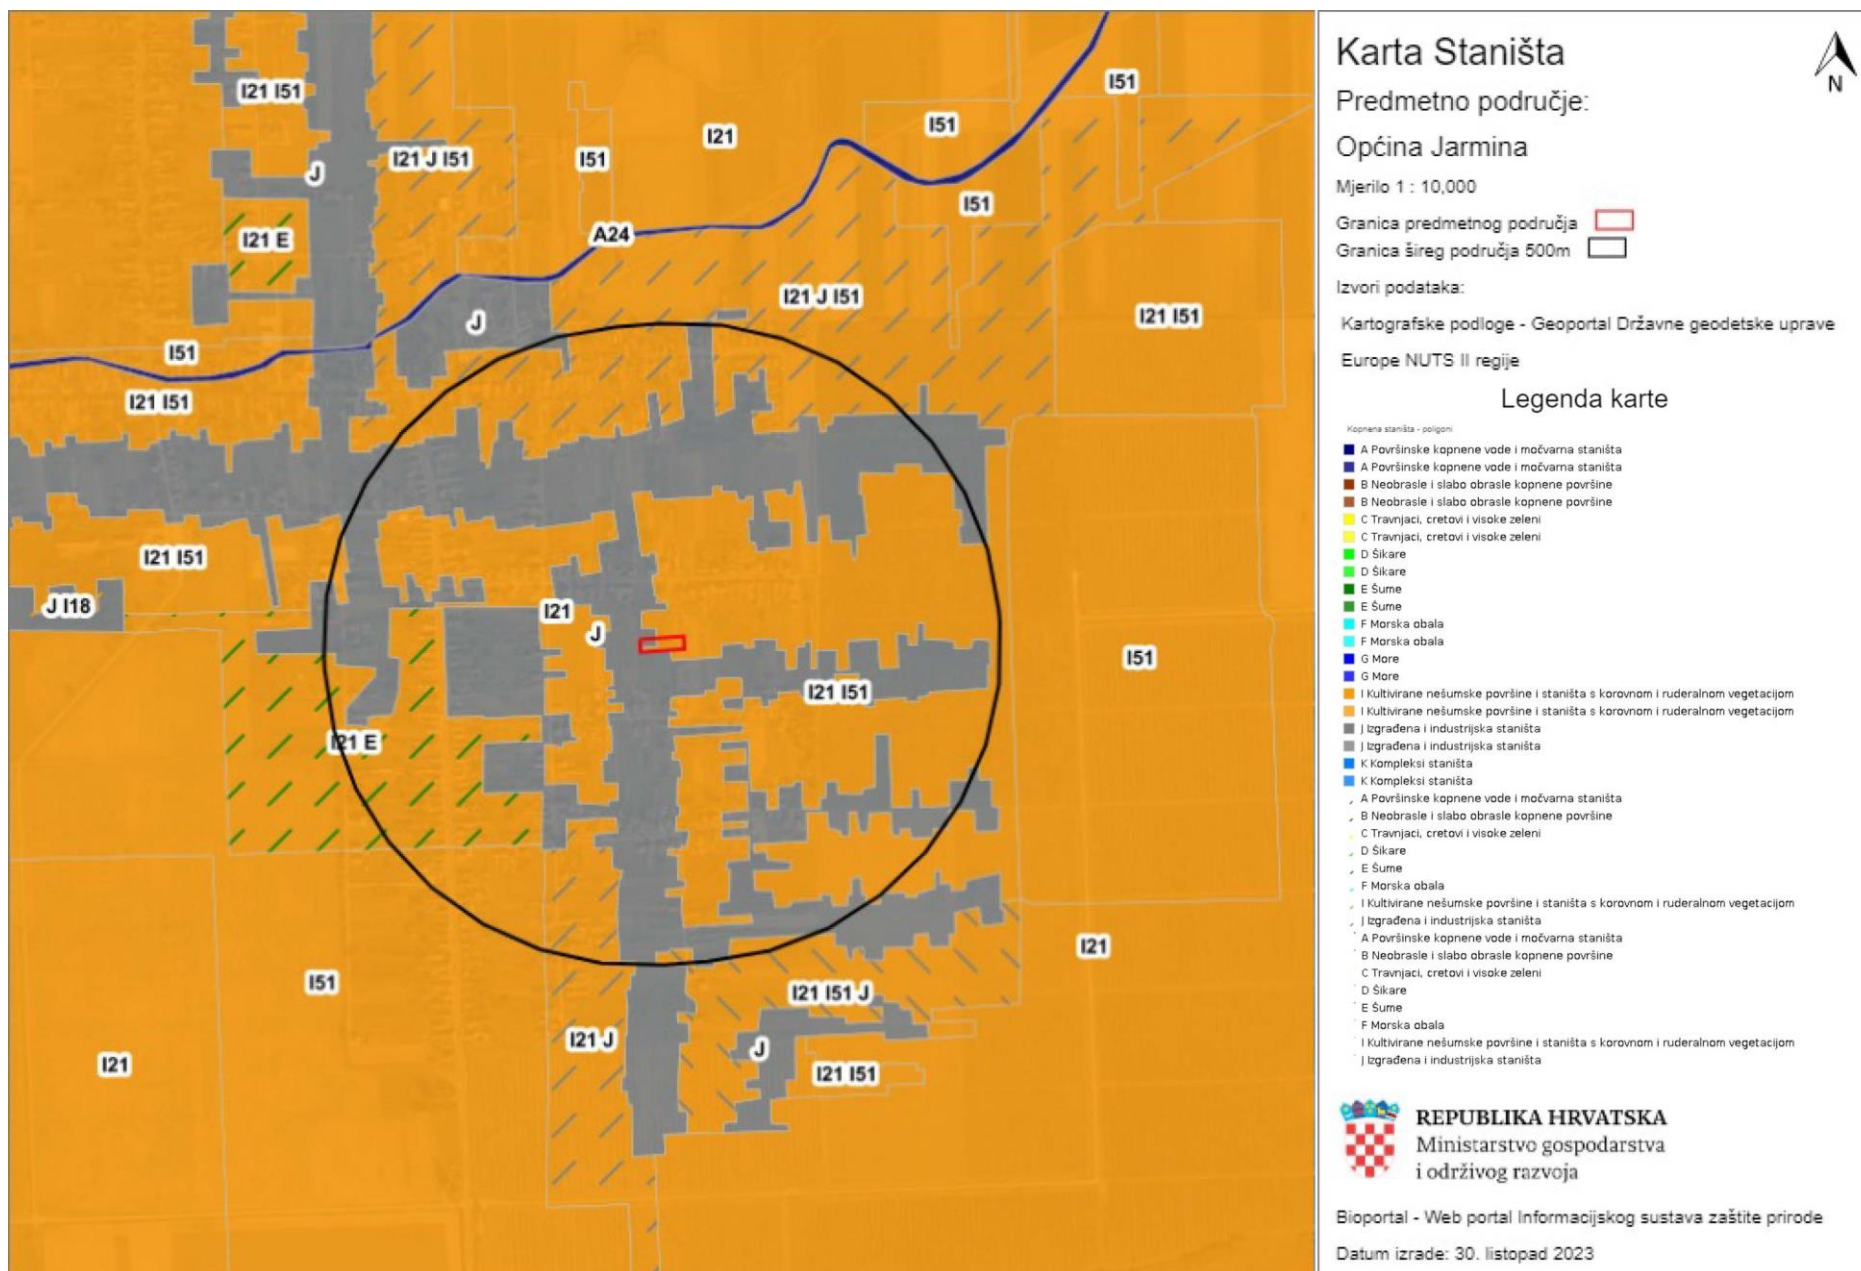 I21 I51
J
I21 J I51
I51
I21
I51
I51
I51
I21 E
A24
J
I21 J I51
I21 I51
I51
I21 I51
I21 I51
J I18
I21
J
I51
I21 I51
I21 E
I51
I21
I21 I51 J
I21 J
J
I21 I51
I21
Karta Staništa
N
Predmetno područje:
Općina Jarmina
Mjerilo 1 : 10,000
Granica predmetnog područja
Granica šireg područja 500m
Izvori podataka:
Kartografske podloge - Geoportal Državne geodetske uprave
Europe NUTS II regije
Legenda karte
Kopnena staništa - poligoni
A Površinske kopnene vode i močvarna staništa
A Površinske kopnene vode i močvarna staništa
B Neobrasle i slabo obrasle kopnene površine
B Neobrasle i slabo obrasle kopnene površine
C Travnjaci, cretovi i visoke zeleni
C Travnjaci, cretovi i visoke zeleni
D Šikare
D Šikare
E Šume
E Šume
F Morska obala
F Morska obala
G More
G More
I Kultivirane nešumske površine i staništa s korovnom i ruderalnom vegetacijom
I Kultivirane nešumske površine i staništa s korovnom i ruderalnom vegetacijom
J Izgrađena i industrijska staništa
J Izgrađena i industrijska staništa
K Kompleksi staništa
K Kompleksi staništa
A Površinske kopnene vode i močvarna staništa
B Neobrasle i slabo obrasle kopnene površine
C Travnjaci, cretovi i visoke zeleni
D Šikare
E Šume
F Morska obala
I Kultivirane nešumske površine i staništa s korovnom i ruderalnom vegetacijom
J Izgrađena i industrijska staništa
A Površinske kopnene vode i močvarna staništa
B Neobrasle i slabo obrasle kopnene površine
C Travnjaci, cretovi i visoke zeleni
D Šikare
E Šume
F Morska obala
I Kultivirane nešumske površine i staništa s korovnom i ruderalnom vegetacijom
J Izgrađena i industrijska staništa
REPUBLIKA HRVATSKA
Ministarstvo gospodarstva
i održivog razvoja
Bioportal - Web portal Informacijskog sustava zaštite prirode
Datum izrade: 30. listopad 2023